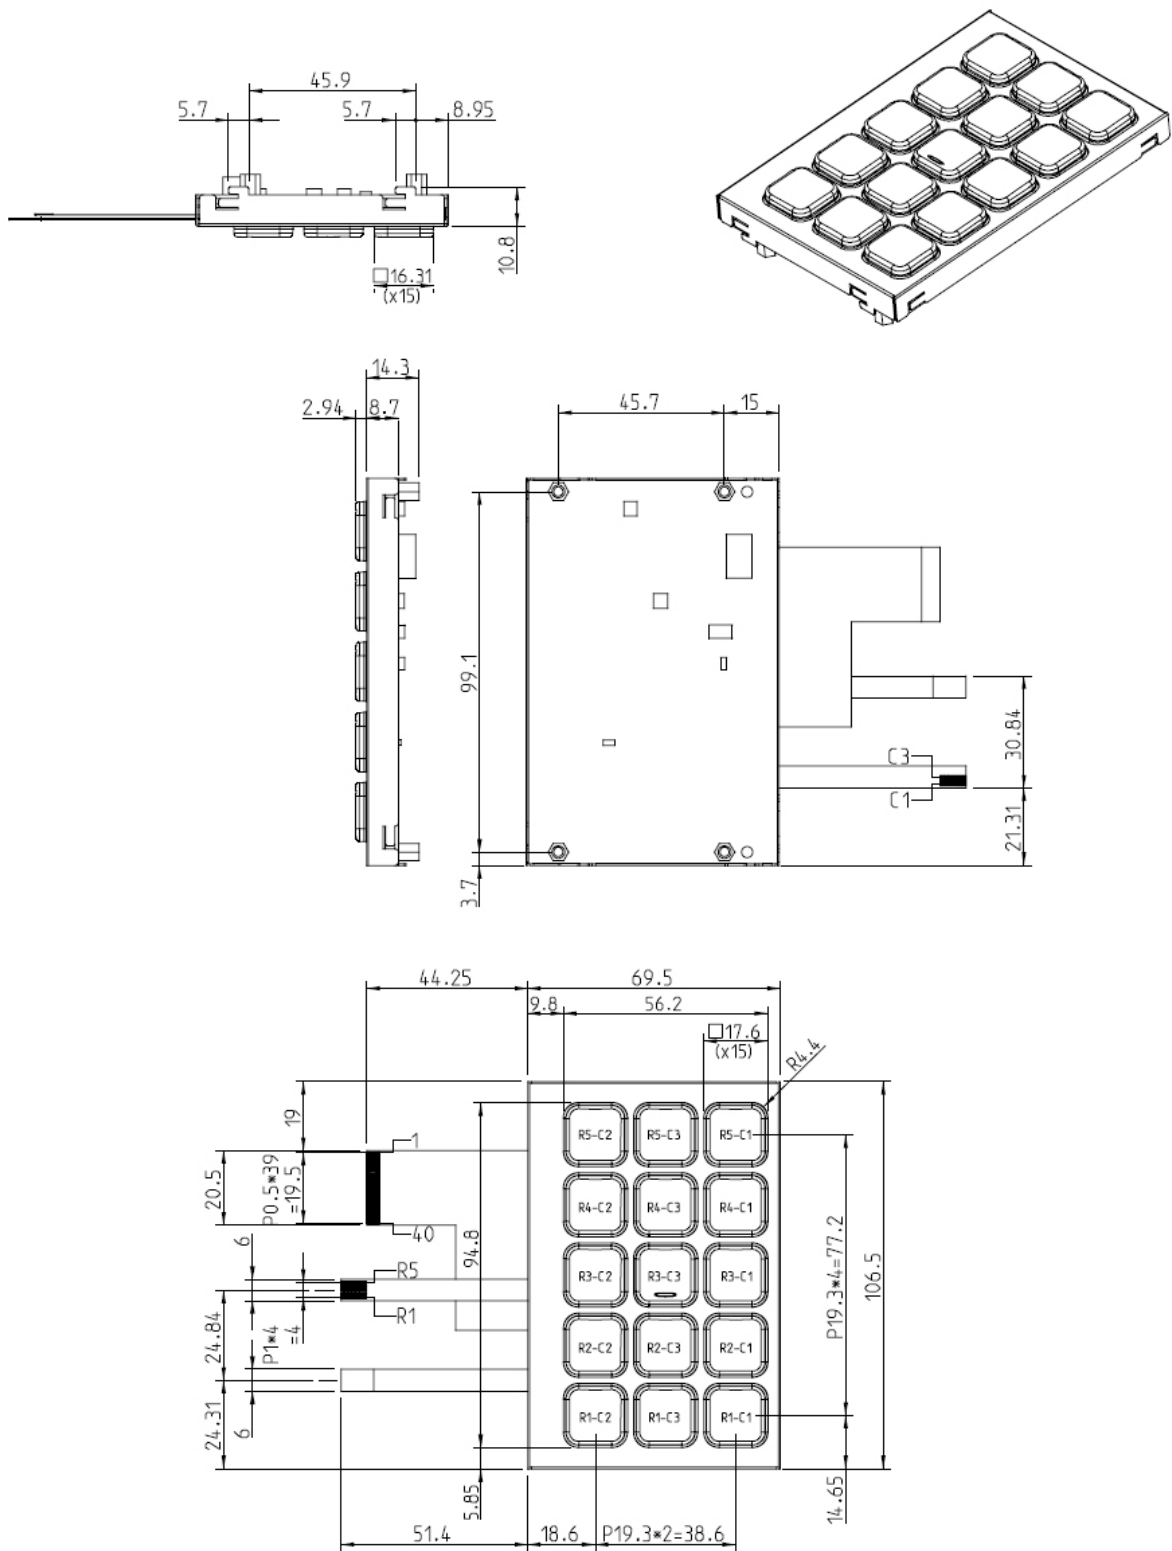 45.9
5.7
5.7
8.95
10.8
□16.31
(x15)
14.3
2.94
8.7
45.7
15
99.1
3.7
C3
C1
30.84
21.31
44.25
69.5
9.8
56.2
□17.6
(x15)
R4.4
19
1
20.5
P0.5*39
=19.5
40
6
R5
R1
P1*4
=4
24.84
24.31
6
94.8
5.85
R5-C2
R5-C3
R5-C1
R4-C2
R4-C3
R4-C1
R3-C2
R3-C3
R3-C1
R2-C2
R2-C3
R2-C1
R1-C2
R1-C3
R1-C1
P19.3*4=77.2
106.5
14.65
51.4
18.6
P19.3*2=38.6